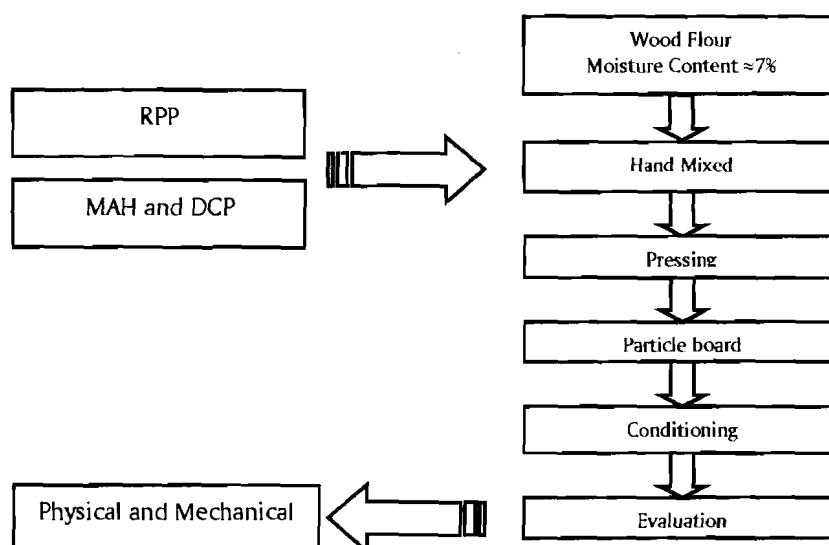 Wood Flour
Moisture Content ≈7%
RPP
MAH and DCP
Hand Mixed
Pressing
Particle board
Conditioning
Evaluation
Physical and Mechanical